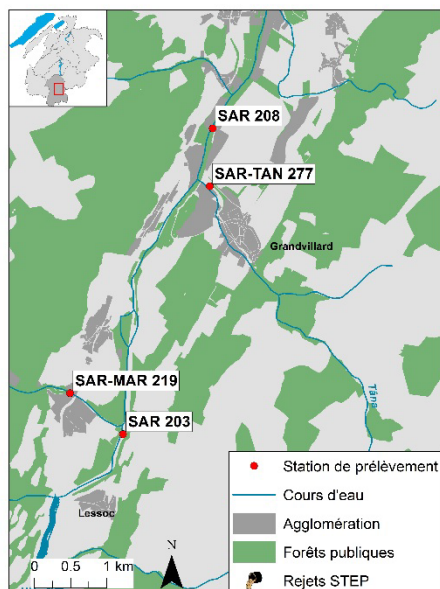 SAR 208
SAR-TAN 277
Grandvillard
Tâna
SAR-MAR 219
SAR 203
Lessoc
N
0 0.5 1 km
Station de prélèvement
Cours d'eau
Agglomération
Forêts publiques
Rejets STEP